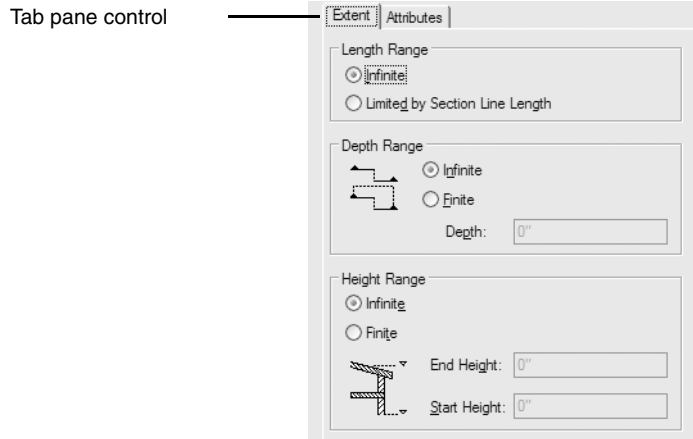 Tab pane control
Extent Attributes
Length Range
Infinite
Limited by Section Line Length
Depth Range
Infinite
Finite
Depth: 0"
Height Range
Infinite
Finite
End Height: 0"
Start Height: 0"